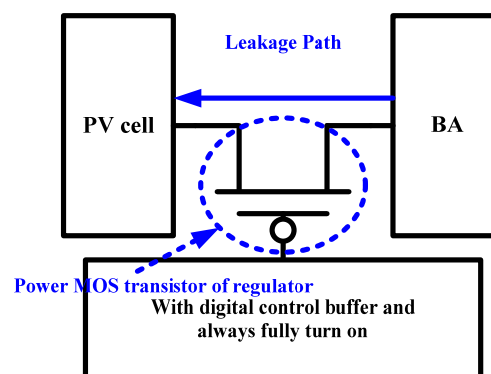 Leakage Path
PV cell
BA
Power MOS transistor of regulator
With digital control buffer and
always fully turn on